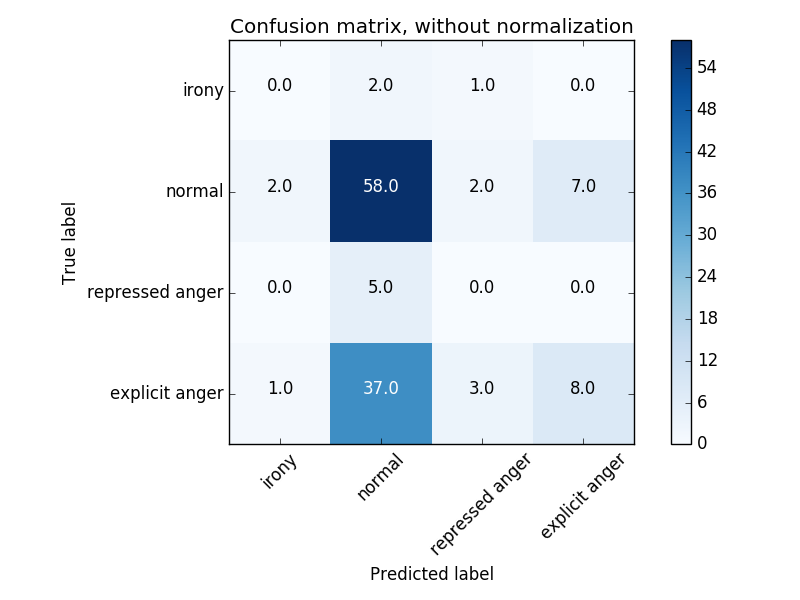 Confusion matrix, without normalization
irony 0.0 2.0 1.0 0.0
normal 2.0 58.0 2.0 7.0
repressed anger 0.0 5.0 0.0 0.0
explicit anger 1.0 37.0 3.0 8.0
True label
irony normal repressed anger explicit anger
Predicted label
54
48
42
36
30
24
18
12
6
0